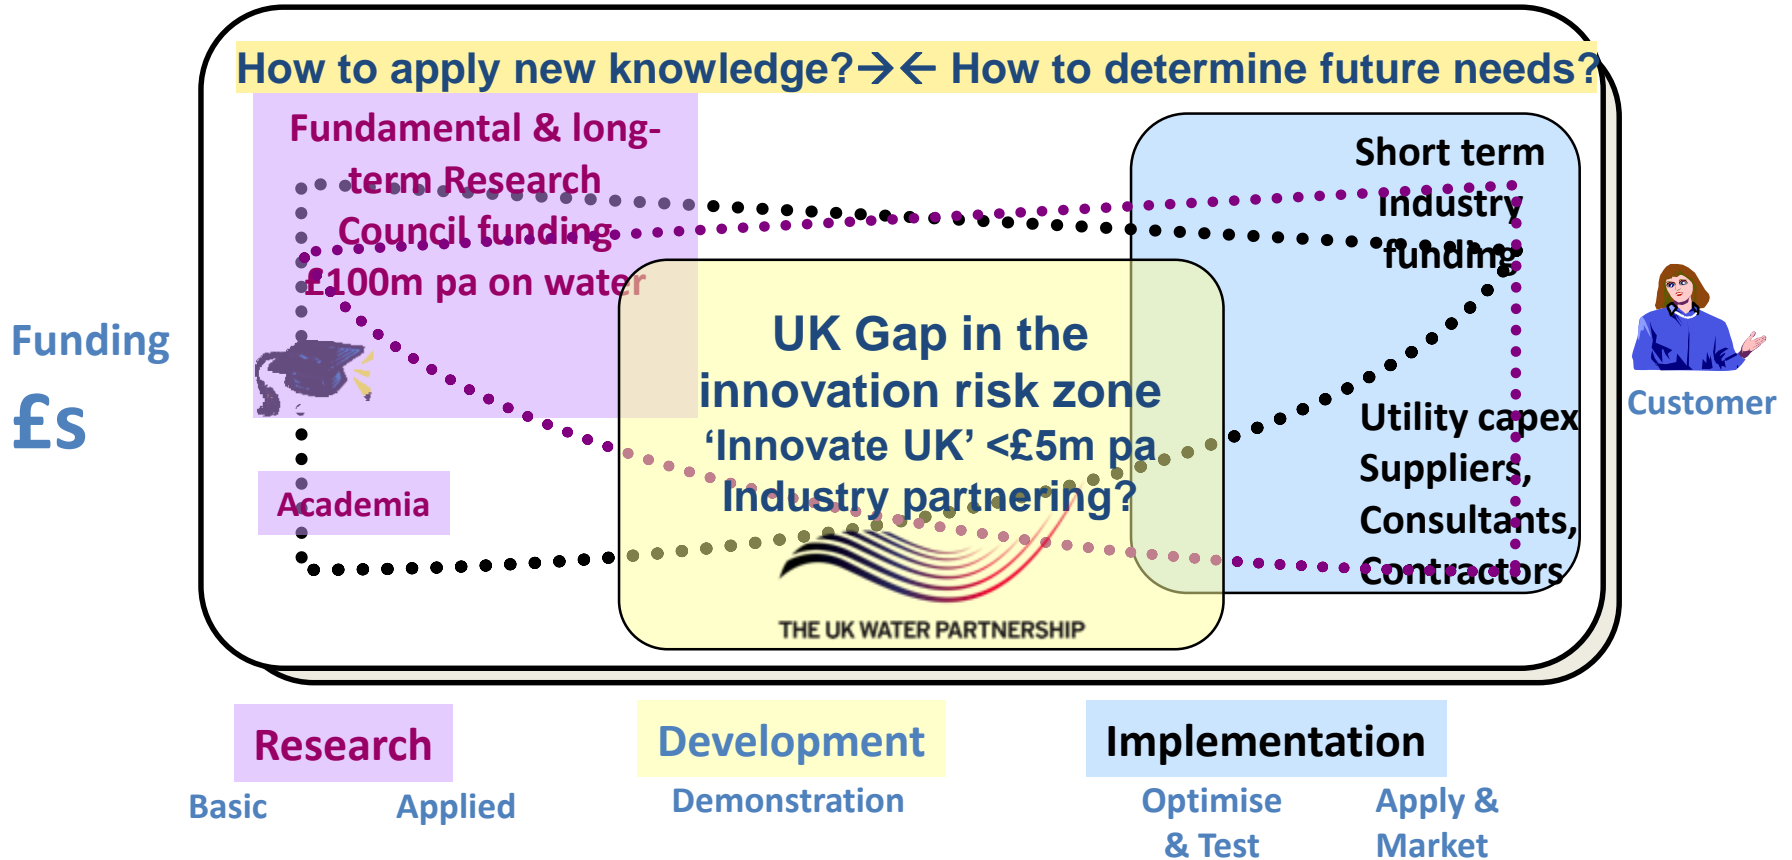 How to apply new knowledge?→← How to determine future needs?
Fundamental & long-
term Research
Council funding
£100m pa on water
Short term
industry
funding
Funding
£s
UK Gap in the
innovation risk zone
‘Innovate UK’ <£5m pa
Industry partnering?
THE UK WATER PARTNERSHIP
Academia
Utility capex
Suppliers,
Consultants,
Contractors
Customer
Research
Development
Implementation
Basic
Applied
Demonstration
Optimise
& Test
Apply &
Market